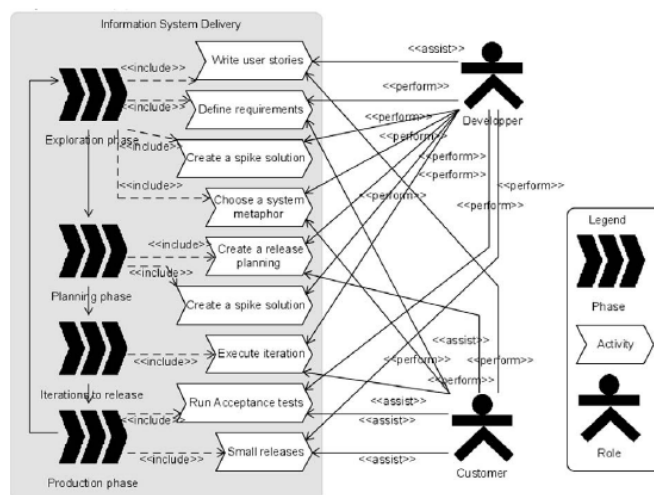 Information System Delivery
<<include>>
Write user stories
<<assist>>
<<include>>
Define requirements
<<perform>>
Developper
Exploration phase
<<include>>
Create a spike solution
<<perform>>
<<perform>>
<<include>>
Choose a system
metaphor
<<perform>>
<<perform>>
<<perform>>
<<perform>>
<<include>>
Create a release
planning
<<include>>
Planning phase
Create a spike solution
<<assist>>
<<include>>
Execute iteration
<<perform>>
<<perform>>
<<perform>>
Iterations to release
Run Acceptance tests
<<assist>>
<<include>>
<<assist>>
<<include>>
Small releases
<<assist>>
Customer
Production phase
Legend
Phase
Activity
Role